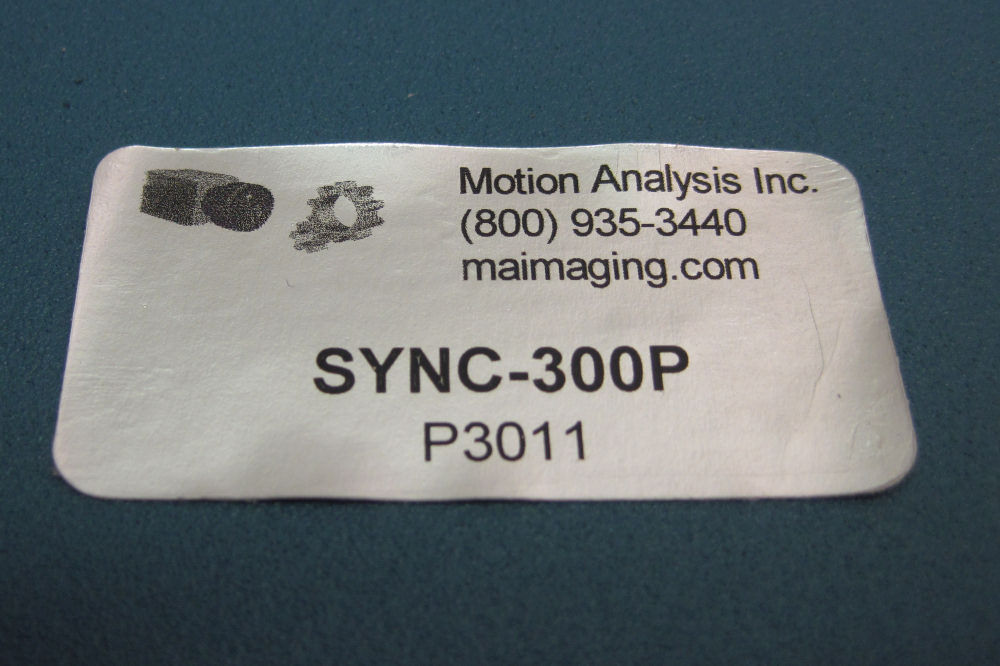 Motion Analysis Inc.
(800) 935-3440
maimaging.com
SYNC-300P
P3011